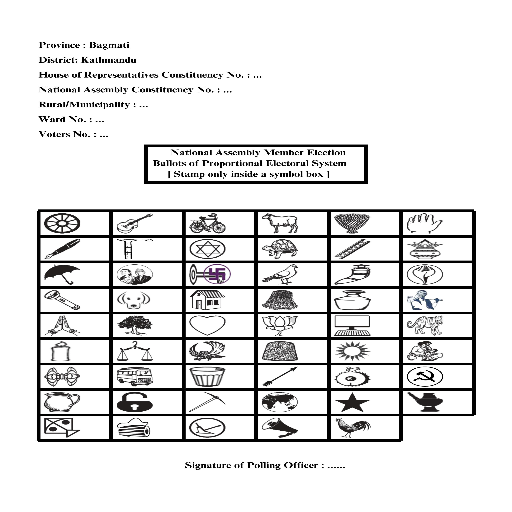 Province : Bagmati
District: Kathmandu
House of Representatives Constituency No. : ...
National Assembly Constituency No. : ...
Rural/Municipality : ...
Ward No. : ...
Voters No. : ...
National Assembly Member Election
Ballots of Proportional Electoral System
[ Stamp only inside a symbol box ]
Signature of Polling Officer : ......